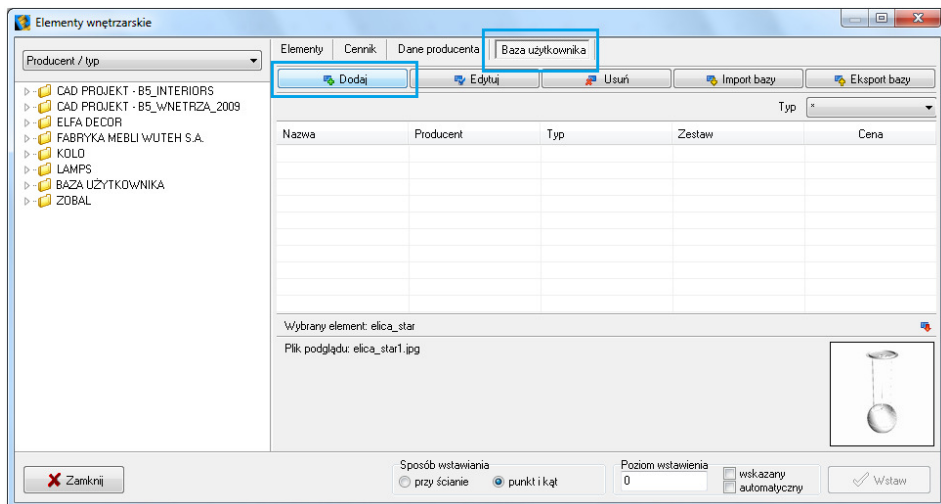 Elementy wnętrzarskie
Producent / typ
CAD PROJEKT - B5_INTERIORS
CAD PROJEKT - B5_WNETRZA_2009
ELFA DECOR
FABRYKA MEBLI WUTEH S.A.
KOLO
LAMPS
BAZA UŻYTKOWNIKA
ZOBAL
Elementy Cennik Dane producenta Baza użytkownika
Dodaj Edytuj Usuń Import bazy Eksport bazy
Typ *
Nazwa Producent Typ Zestaw Cena
Wybrany element: elica_star
Plik podglądu: elica_star1.jpg
Zamknij
Sposób wstawiania
przy ścianie punkt i kąt
Poziom wstawienia
0
wskazany
automatyczny
Wstaw